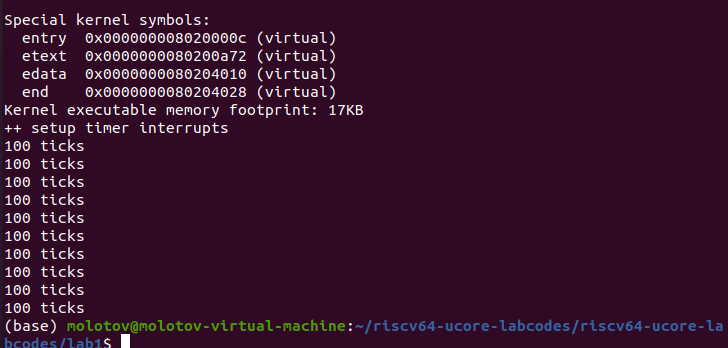 Special kernel symbols:
  entry  0x000000008020000c (virtual)
  etext  0x0000000080200a72 (virtual)
  edata  0x0000000080204010 (virtual)
  end    0x0000000080204028 (virtual)
Kernel executable memory footprint: 17KB
++ setup timer interrupts
100 ticks
100 ticks
100 ticks
100 ticks
100 ticks
100 ticks
100 ticks
100 ticks
100 ticks
100 ticks
(base) molotov@molotov-virtual-machine:~/riscv64-ucore-labcodes/riscv64-ucore-la
bcodes/lab1$